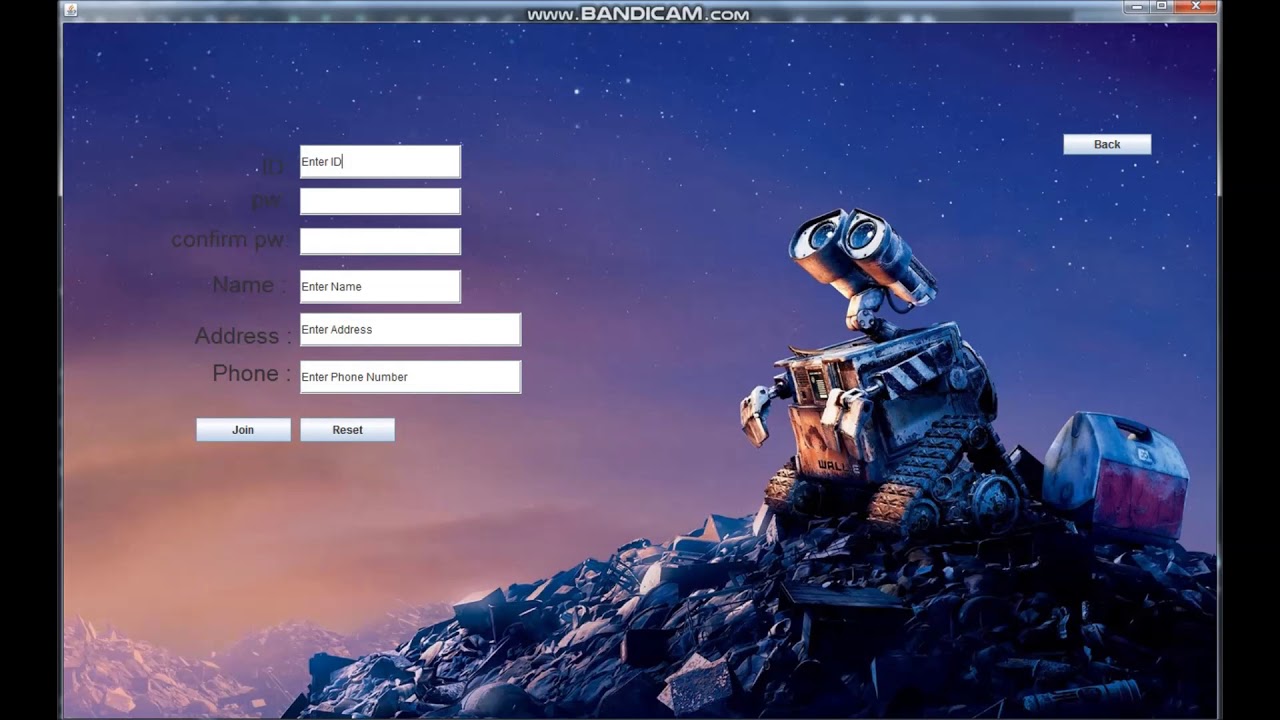 www.BANDICAM.com
Back
ID : Enter ID
pw: 
confirm pw:
Name : Enter Name
Address : Enter Address
Phone : Enter Phone Number
Join Reset
WALL·E